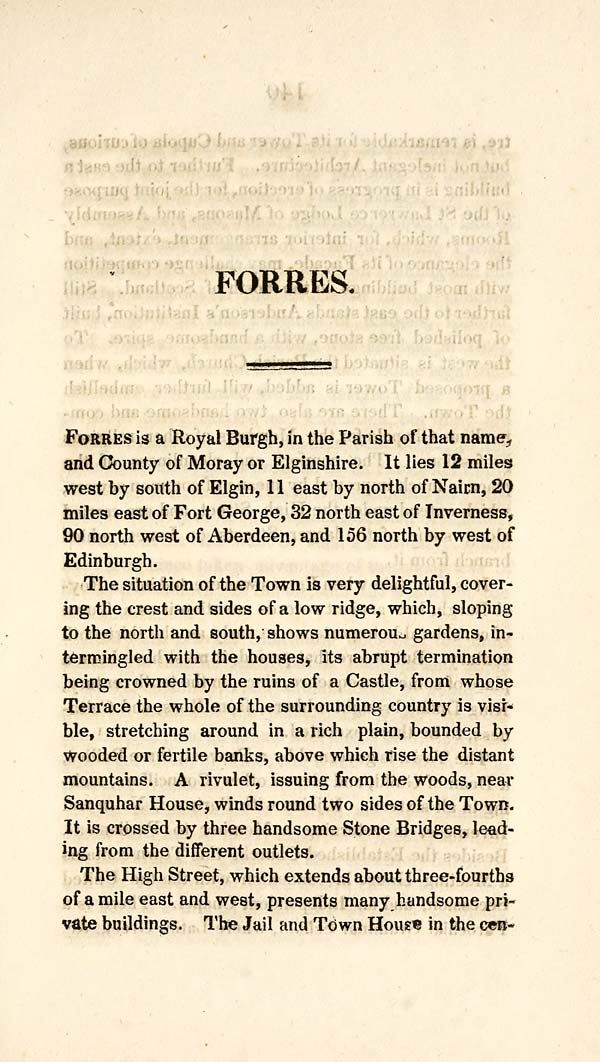 FORRES.
FORRES is a Royal Burgh, in the Parish of that name,
and County of Moray or Elginshire. It lies 12 miles
west by south of Elgin, 11 east by north of Nairn, 20
miles east of Fort George, 32 north east of Inverness,
90 north west of Aberdeen, and 156 north by west of
Edinburgh.
The situation of the Town is very delightful, cover-
ing the crest and sides of a low ridge, which, sloping
to the north and south, shows numerous gardens, in-
termingled with the houses, its abrupt termination
being crowned by the ruins of a Castle, from whose
Terrace the whole of the surrounding country is visi-
ble, stretching around in a rich plain, bounded by
wooded or fertile banks, above which rise the distant
mountains. A rivulet, issuing from the woods, near
Sanquhar House, winds round two sides of the Town.
It is crossed by three handsome Stone Bridges, lead-
ing from the different outlets.
The High Street, which extends about three-fourths
of a mile east and west, presents many handsome pri-
vate buildings. The Jail and Town House in the cen-